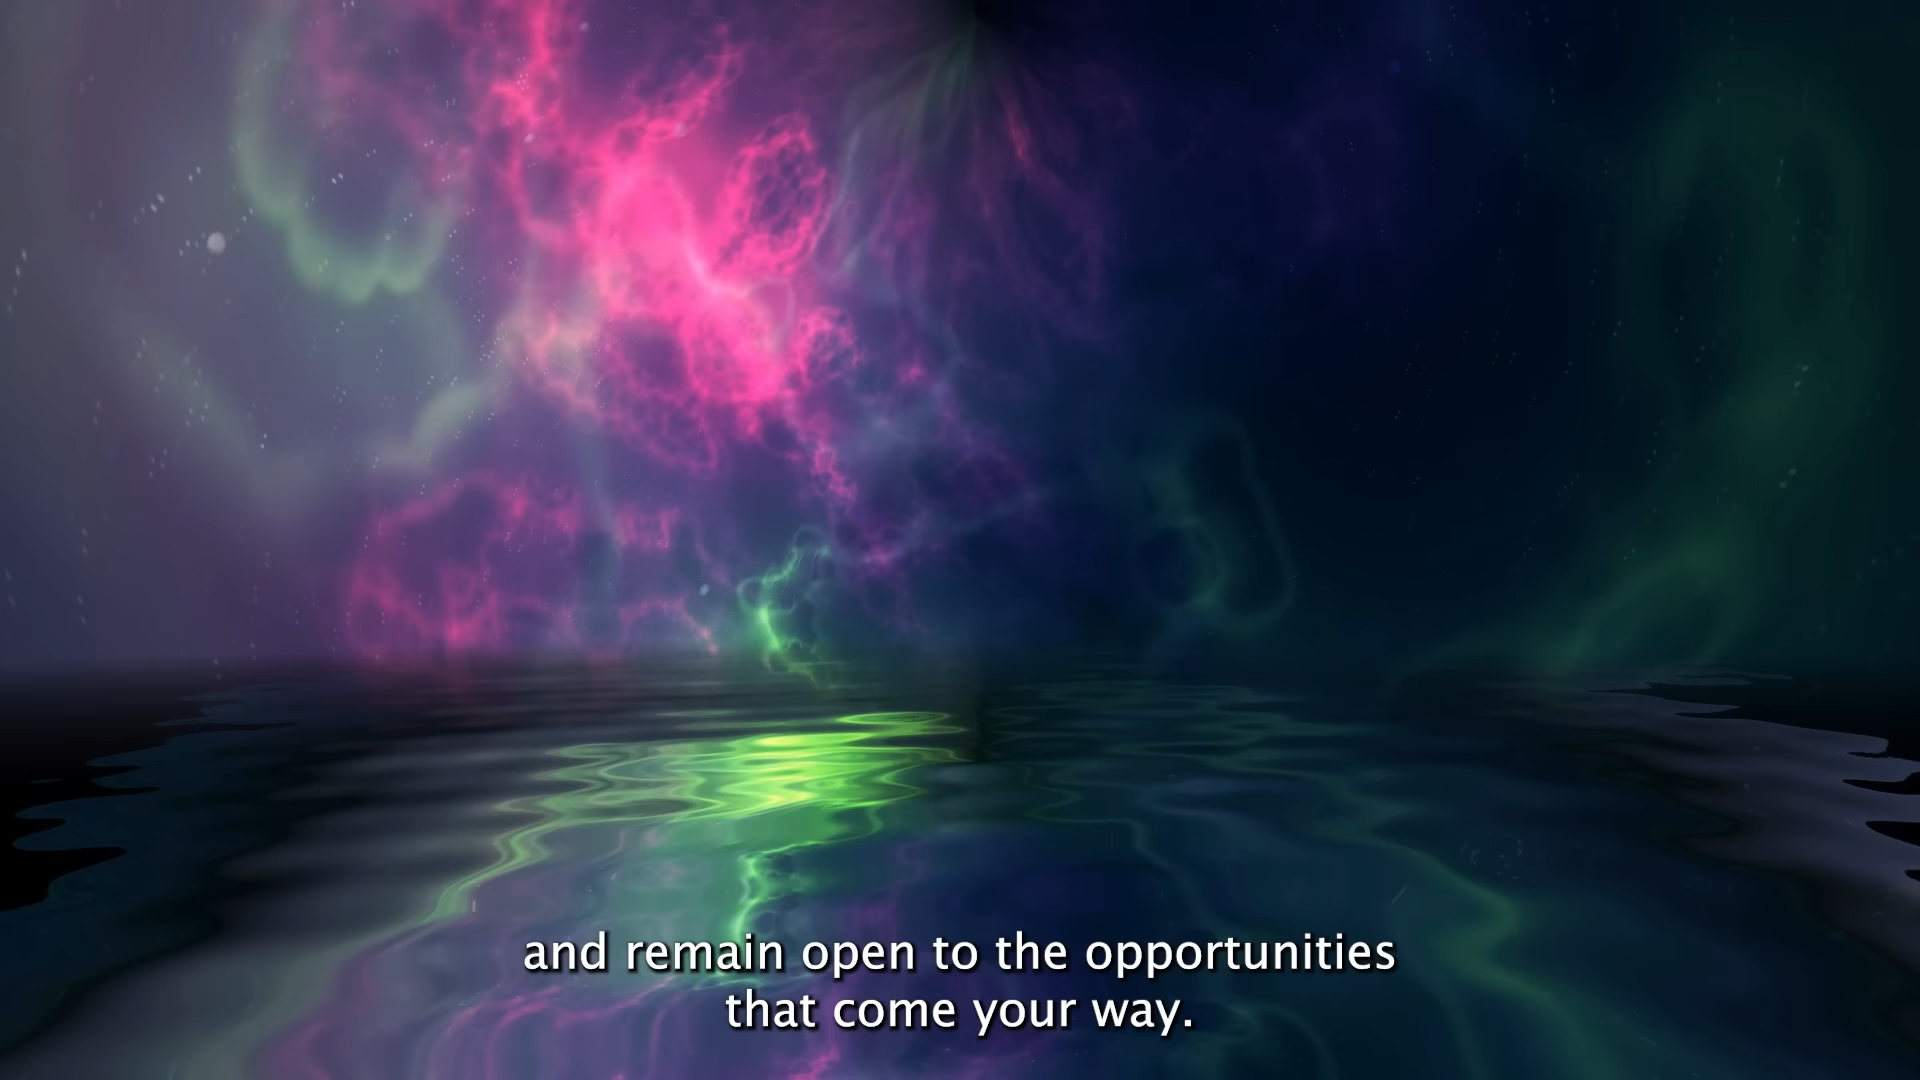 and remain open to the opportunities
that come your way.